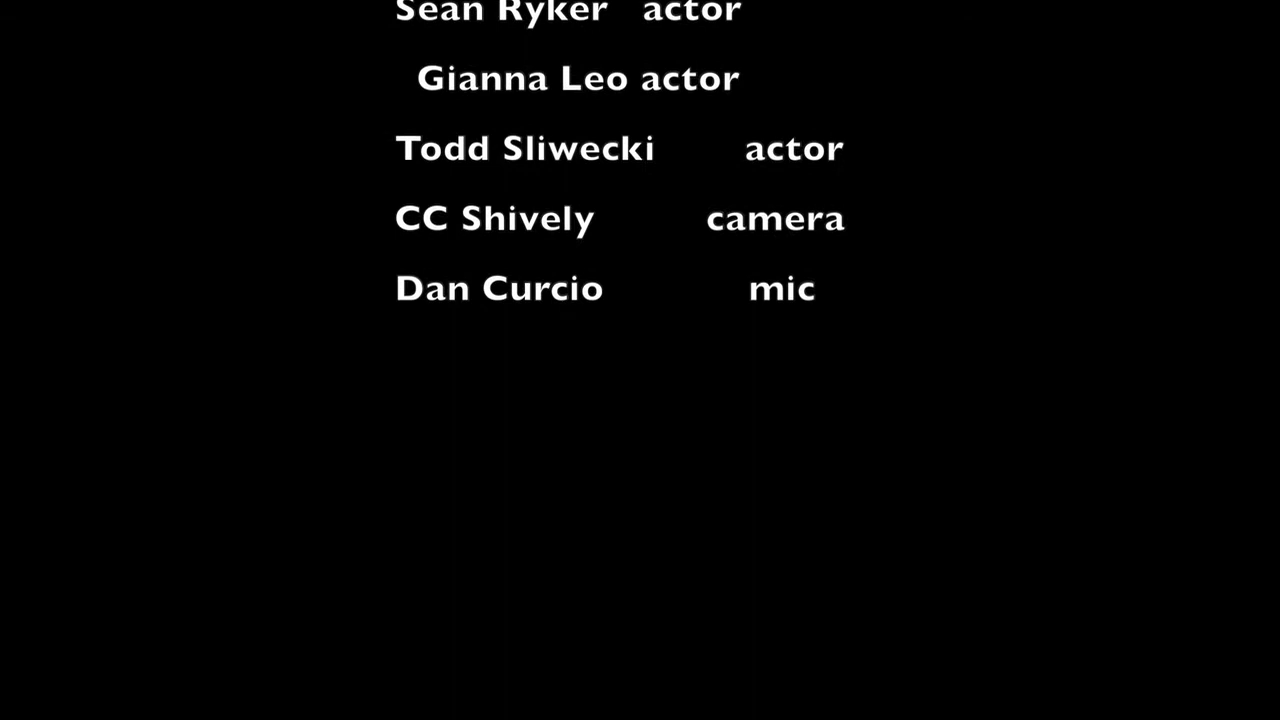 Sean Ryker actor
Gianna Leo actor
Todd Sliwecki actor
CC Shively camera
Dan Curcio mic